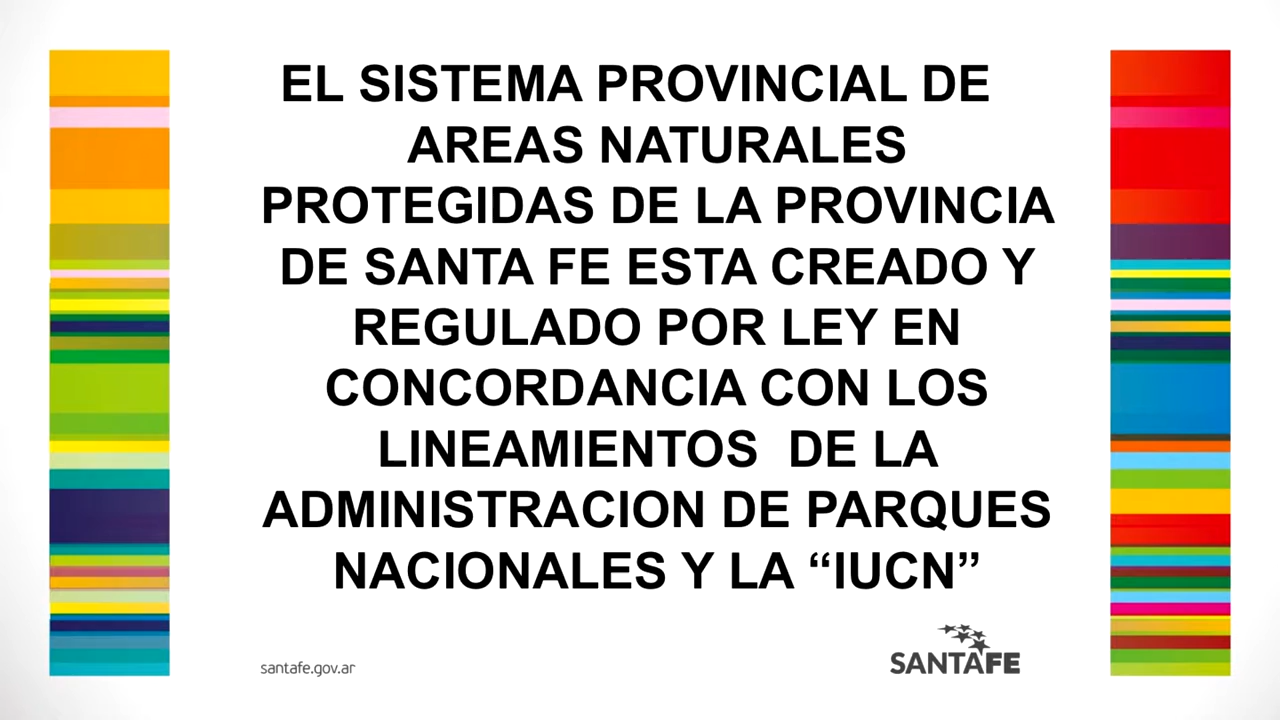 EL SISTEMA PROVINCIAL DE
AREAS NATURALES
PROTEGIDAS DE LA PROVINCIA
DE SANTA FE ESTA CREADO Y
REGULADO POR LEY EN
CONCORDANCIA CON LOS
LINEAMIENTOS  DE LA
ADMINISTRACION DE PARQUES
NACIONALES Y LA “IUCN”
santafe.gov.ar
SANTAFE